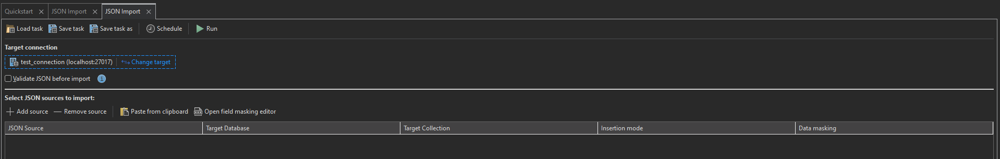 Quickstart JSON Import JSON Import
Load task Save task Save task as Schedule Run
Target connection
test_connection (localhost:27017) Change target
Validate JSON before import i
Select JSON sources to import:
Add source Remove source Paste from clipboard Open field masking editor
JSON Source Target Database Target Collection Insertion mode Data masking